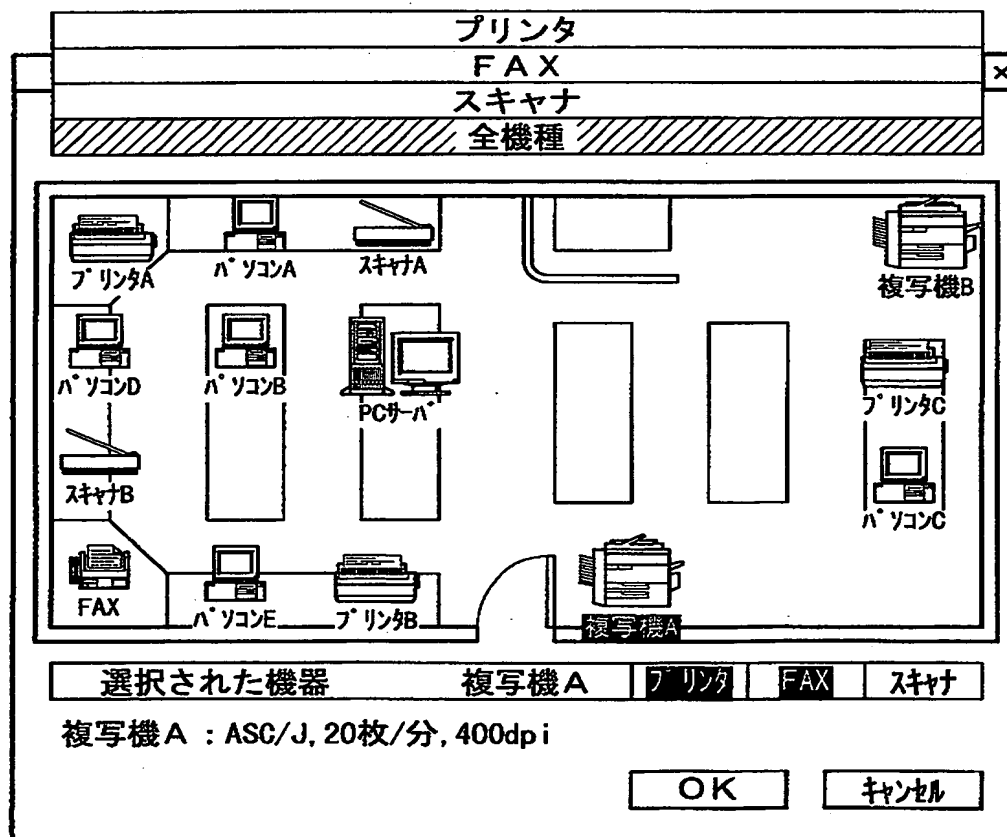 プリンタ
FAX
×
スキャナ
全機種
プリンタA
パソコンA
スキャナA
複写機B
パソコンD
パソコンB
PCサーバ
プリンタC
スキャナB
パソコンC
FAX
パソコンE
プリンタB
複写機A
選択された機器 複写機A プリンタ FAX スキャナ
複写機A:ASC/J,20枚/分,400dpi
OK キャンセル